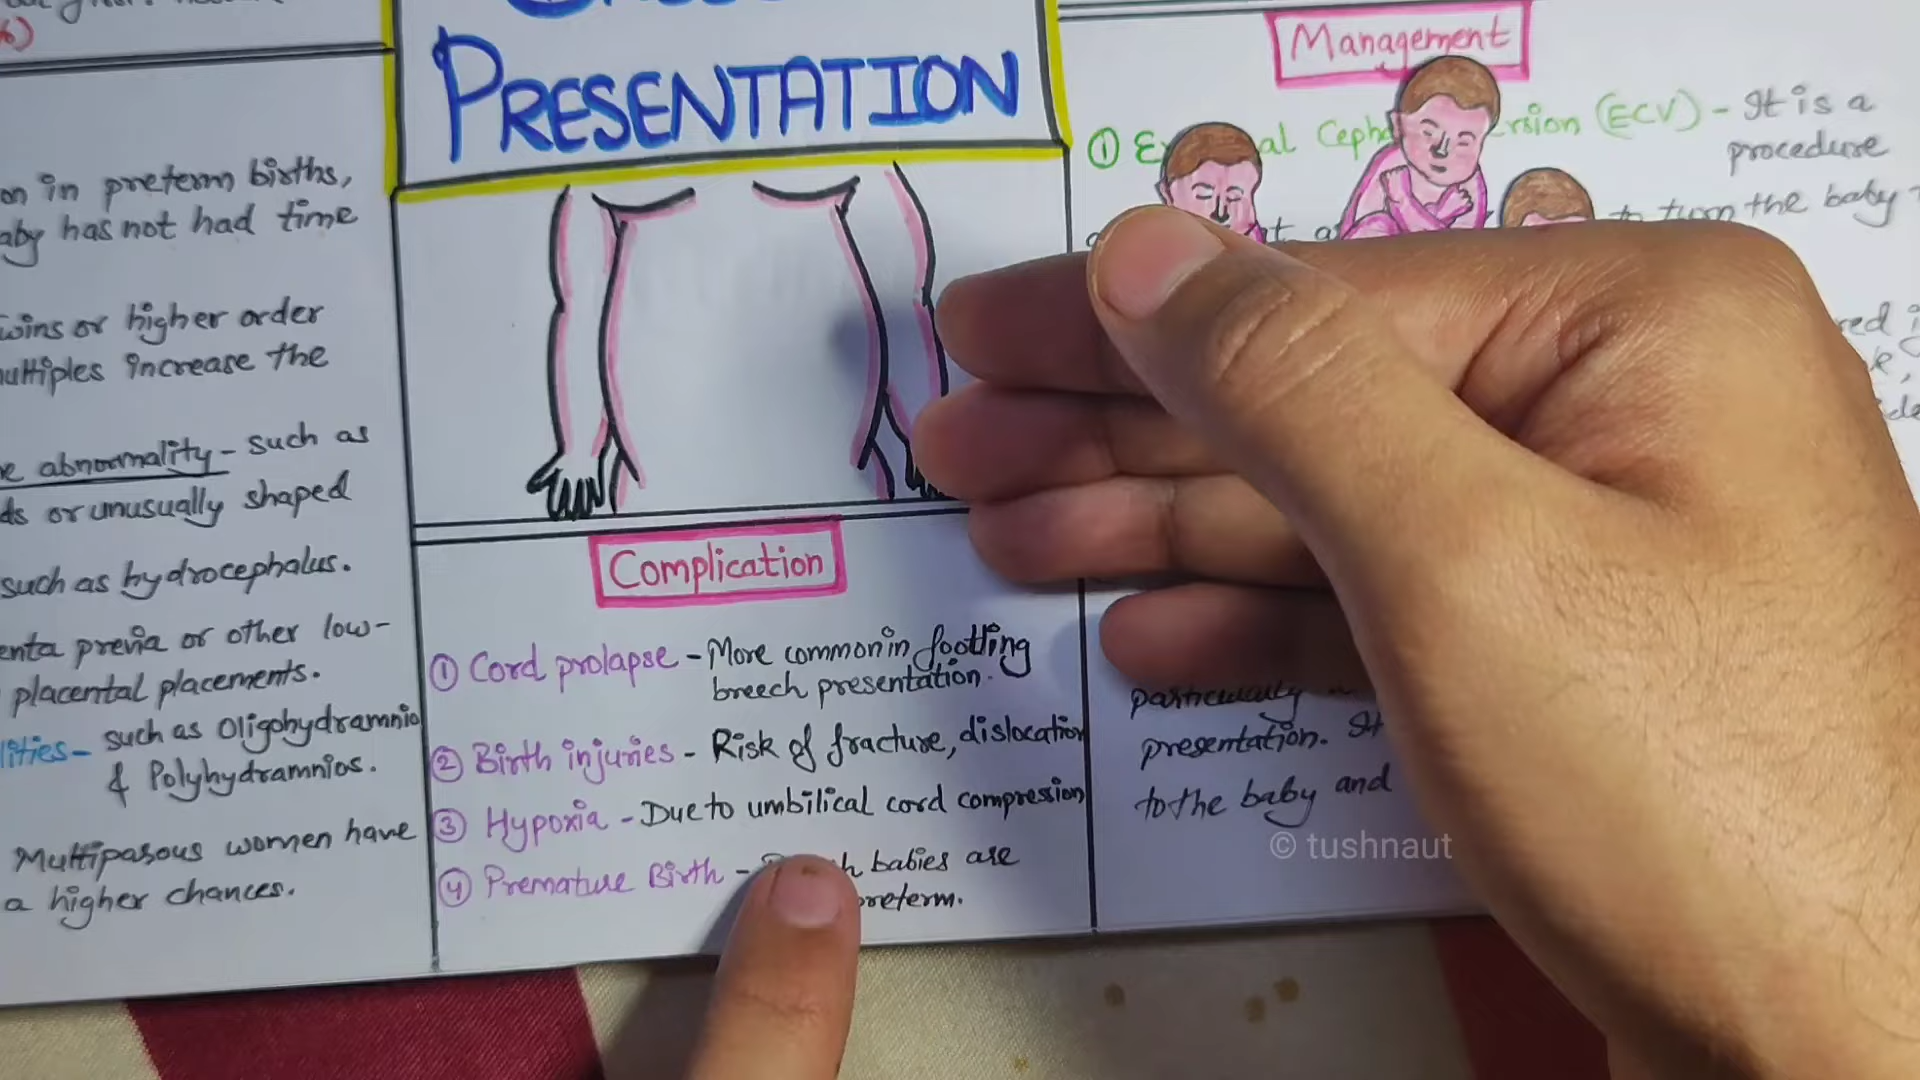 PRESENTATION
on in preterm births,
aby has not had time
wins or higher order
multiples increase the
e abnormality - such as
ds or unusually shaped
such as hydrocephalus.
enta previa or other low-
placental placements.
lities - such as Oligohydramnio
& Polyhydramnios.
Multiparous women have
a higher chances.
Complication
① Cord prolapse - More common in footling
breech presentation.
② Birth injuries - Risk of fracture, dislocation
③ Hypoxia - Due to umbilical cord compression
④ Premature Birth - babies are
preterm.
Management
① E al Ceph rsion (ECV) - It is a
procedure
to turn the baby
particularly
presentation. It
to the baby and
© tushnaut